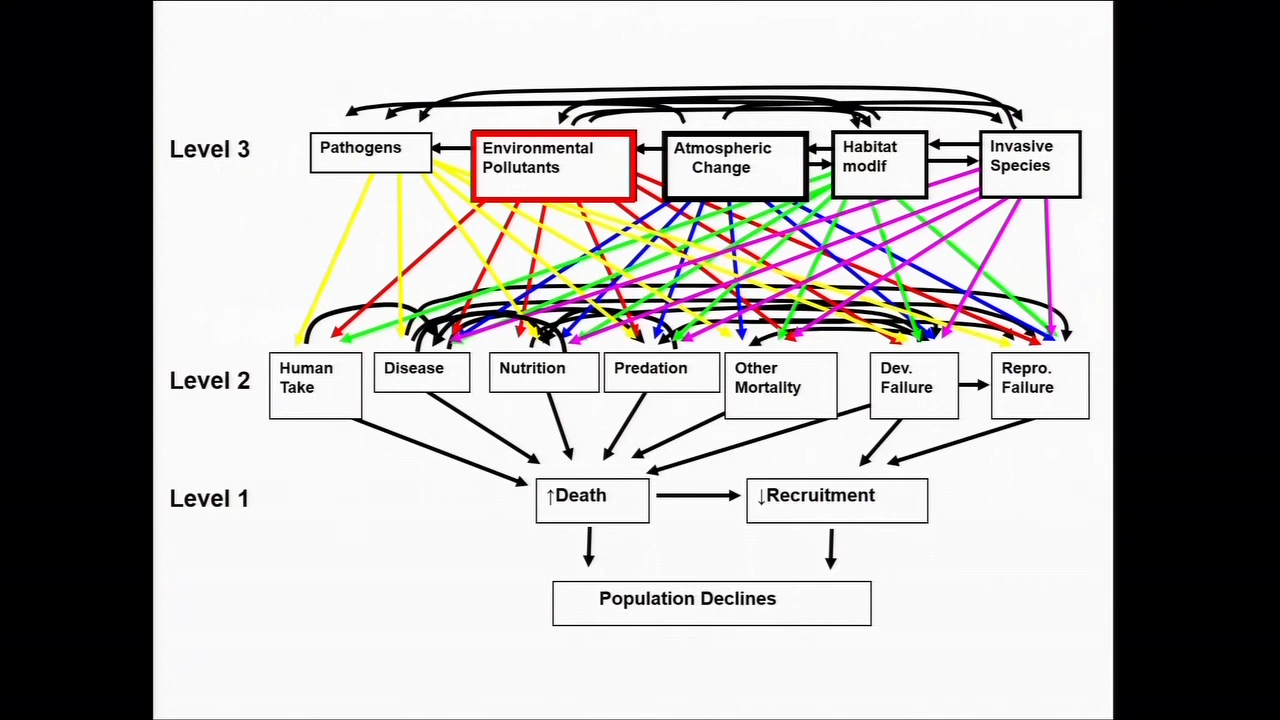 Level 3
Pathogens
Environmental
Pollutants
Atmospheric
Change
Habitat
modif
Invasive
Species
Level 2
Human
Take
Disease
Nutrition
Predation
Other
Mortality
Dev.
Failure
Repro.
Failure
Level 1
↑Death
↓Recruitment
Population Declines